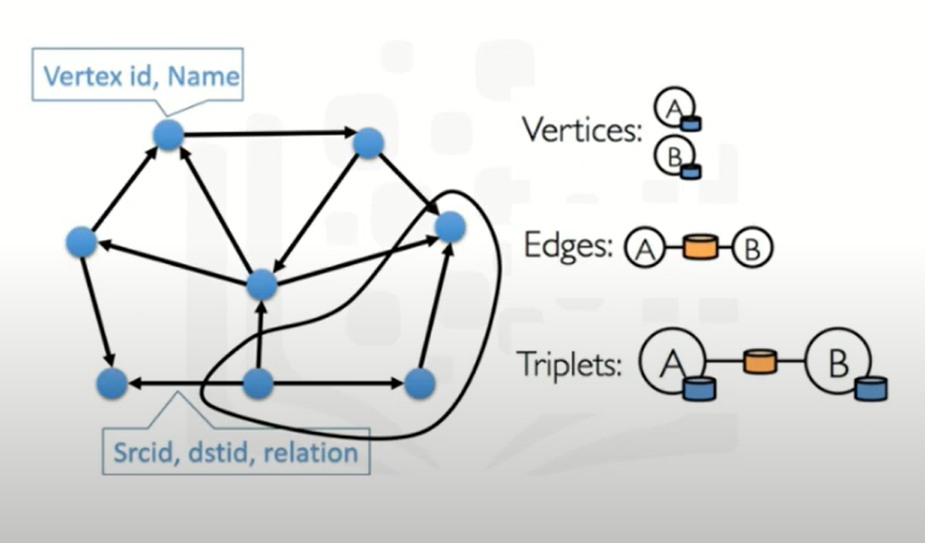 Vertex id, Name
Vertices:
A
B
Edges: A B
Triplets: A B
Srcid, dstid, relation